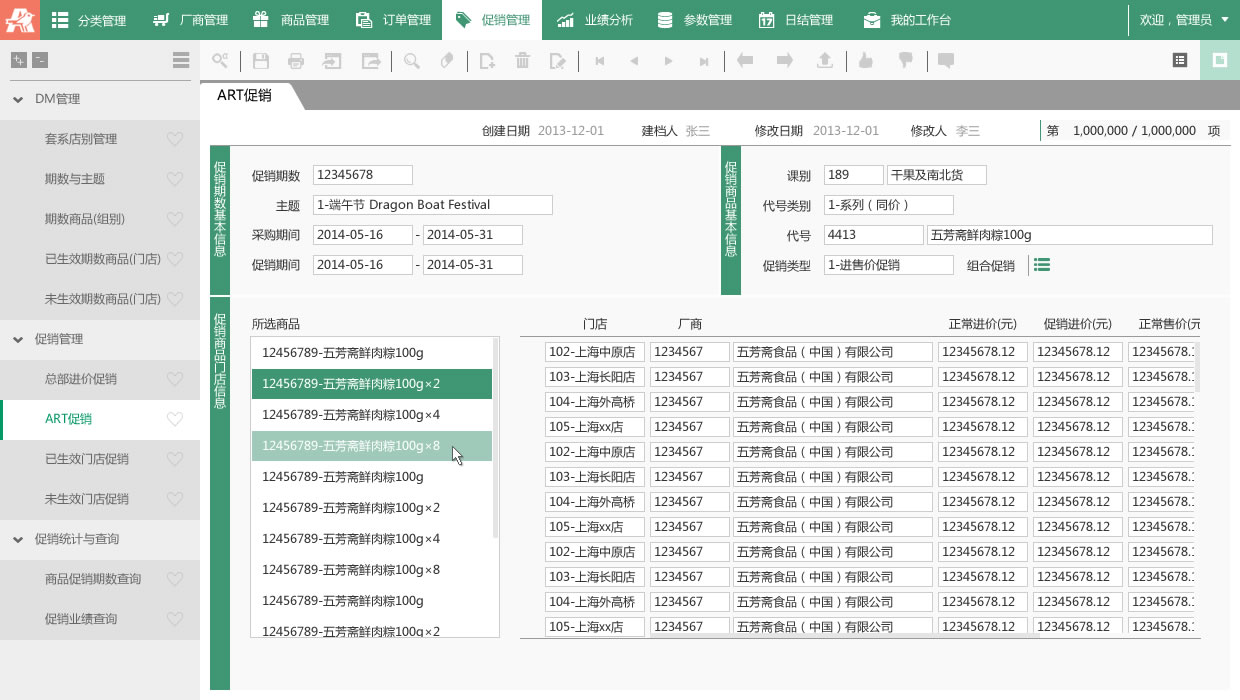 分类管理 厂商管理 商品管理 订单管理 促销管理 业绩分析 参数管理 日结管理 我的工作台 欢迎，管理员
DM管理
套系店别管理
期数与主题
期数商品(组别)
已生效期数商品(门店)
未生效期数商品(门店)
促销管理
总部进价促销
ART促销
已生效门店促销
未生效门店促销
促销统计与查询
商品促销期数查询
促销业绩查询
ART促销
创建日期 2013-12-01 建档人 张三 修改日期 2013-12-01 修改人 李三 第 1,000,000 / 1,000,000 项
促销期数基本信息
促销期数 12345678
主题 1-端午节 Dragon Boat Festival
采购期间 2014-05-16 - 2014-05-31
促销期间 2014-05-16 - 2014-05-31
促销商品基本信息
课别 189 干果及南北货
代号类别 1-系列（同价）
代号 4413 五芳斋鲜肉粽100g
促销类型 1-进售价促销 组合促销
促销商品门店信息
所选商品
12456789-五芳斋鲜肉粽100g
12456789-五芳斋鲜肉粽100g×2
12456789-五芳斋鲜肉粽100g×4
12456789-五芳斋鲜肉粽100g×8
12456789-五芳斋鲜肉粽100g
12456789-五芳斋鲜肉粽100g×2
12456789-五芳斋鲜肉粽100g×4
12456789-五芳斋鲜肉粽100g×8
12456789-五芳斋鲜肉粽100g
12456789-五芳斋鲜肉粽100g×2
门店 厂商 正常进价(元) 促销进价(元) 正常售价(元
102-上海中原店 1234567 五芳斋食品（中国）有限公司 12345678.12 12345678.12 12345678.1
103-上海长阳店 1234567 五芳斋食品（中国）有限公司 12345678.12 12345678.12 12345678.1
104-上海外高桥 1234567 五芳斋食品（中国）有限公司 12345678.12 12345678.12 12345678.1
105-上海xx店 1234567 五芳斋食品（中国）有限公司 12345678.12 12345678.12 12345678.1
102-上海中原店 1234567 五芳斋食品（中国）有限公司 12345678.12 12345678.12 12345678.1
103-上海长阳店 1234567 五芳斋食品（中国）有限公司 12345678.12 12345678.12 12345678.1
104-上海外高桥 1234567 五芳斋食品（中国）有限公司 12345678.12 12345678.12 12345678.1
105-上海xx店 1234567 五芳斋食品（中国）有限公司 12345678.12 12345678.12 12345678.1
102-上海中原店 1234567 五芳斋食品（中国）有限公司 12345678.12 12345678.12 12345678.1
103-上海长阳店 1234567 五芳斋食品（中国）有限公司 12345678.12 12345678.12 12345678.1
104-上海外高桥 1234567 五芳斋食品（中国）有限公司 12345678.12 12345678.12 12345678.1
105-上海xx店 1234567 五芳斋食品（中国）有限公司 12345678.12 12345678.12 12345678.1